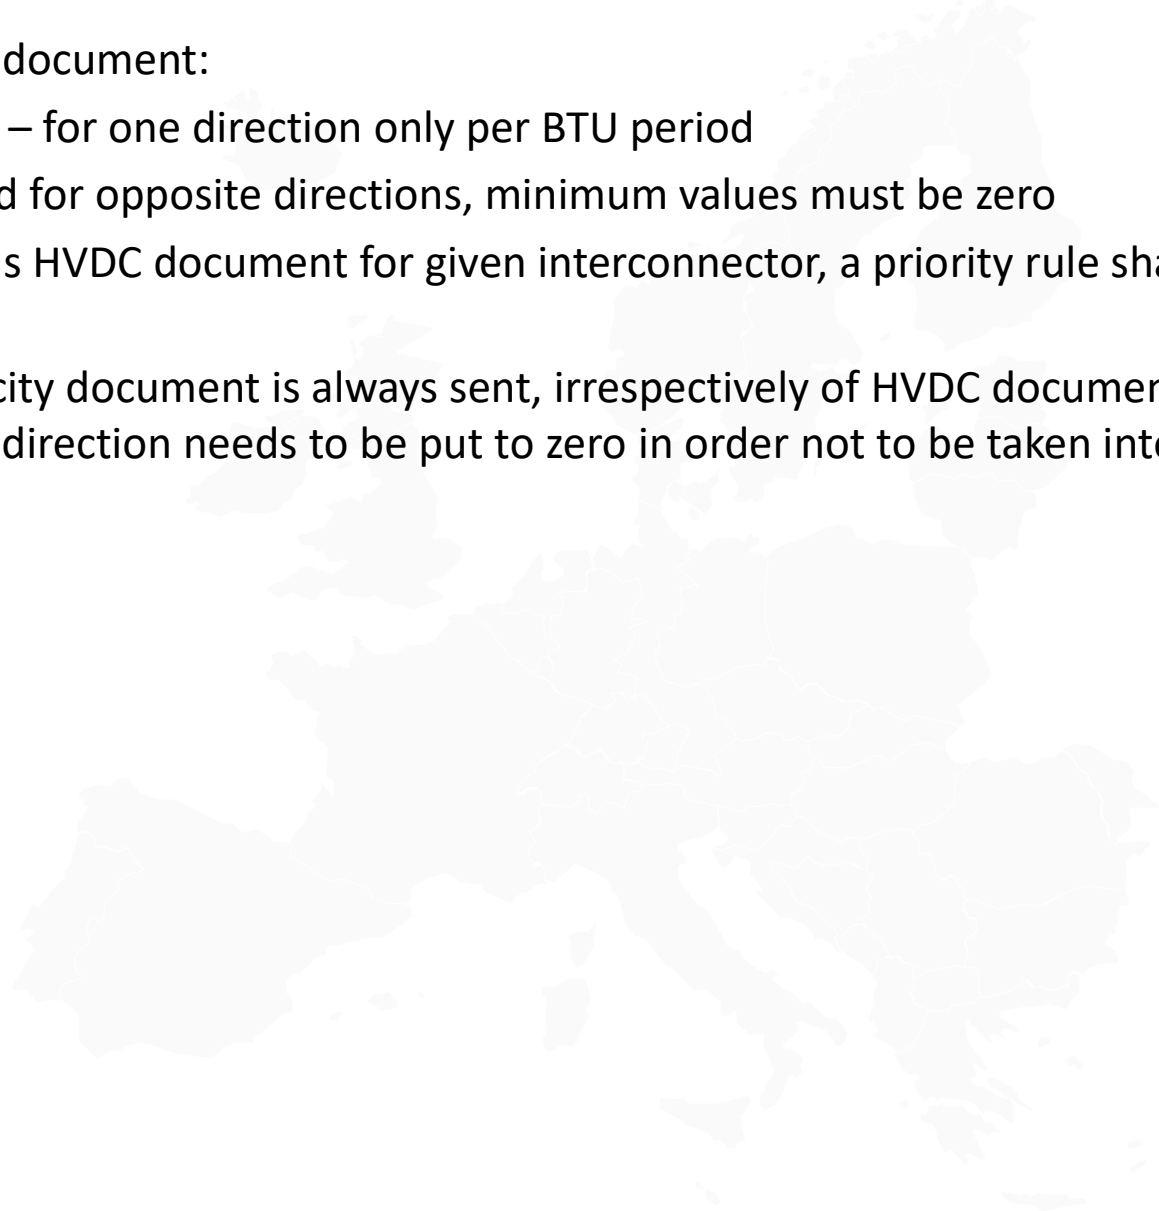 document:
– for one direction only per BTU period
d for opposite directions, minimum values must be zero
s HVDC document for given interconnector, a priority rule sha
city document is always sent, irrespectively of HVDC documen
direction needs to be put to zero in order not to be taken int